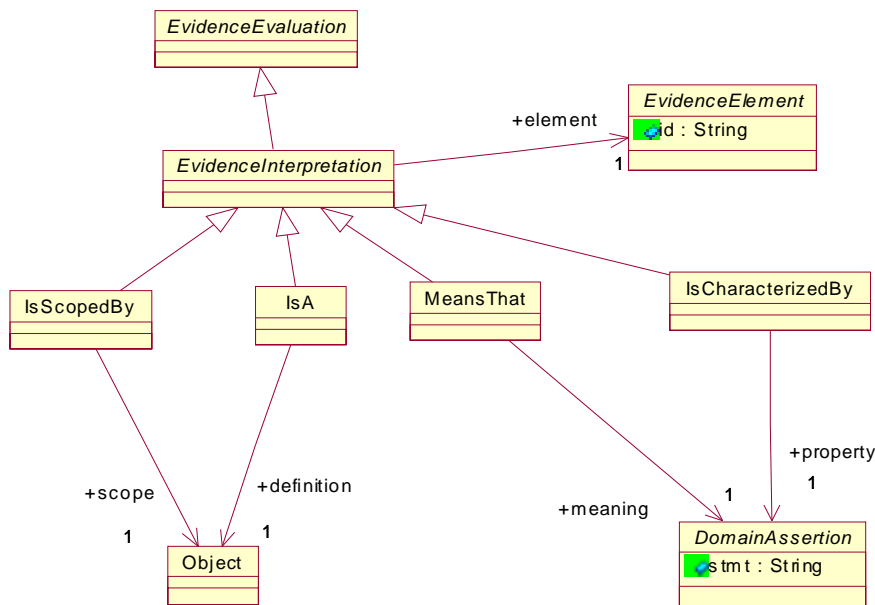 EvidenceEvaluation
EvidenceElement
id : String
+element
1
EvidenceInterpretation
IsScopedBy
IsA
MeansThat
IsCharacterizedBy
+scope
1
+definition
1
+meaning
1
+property
1
Object
DomainAssertion
stmt : String